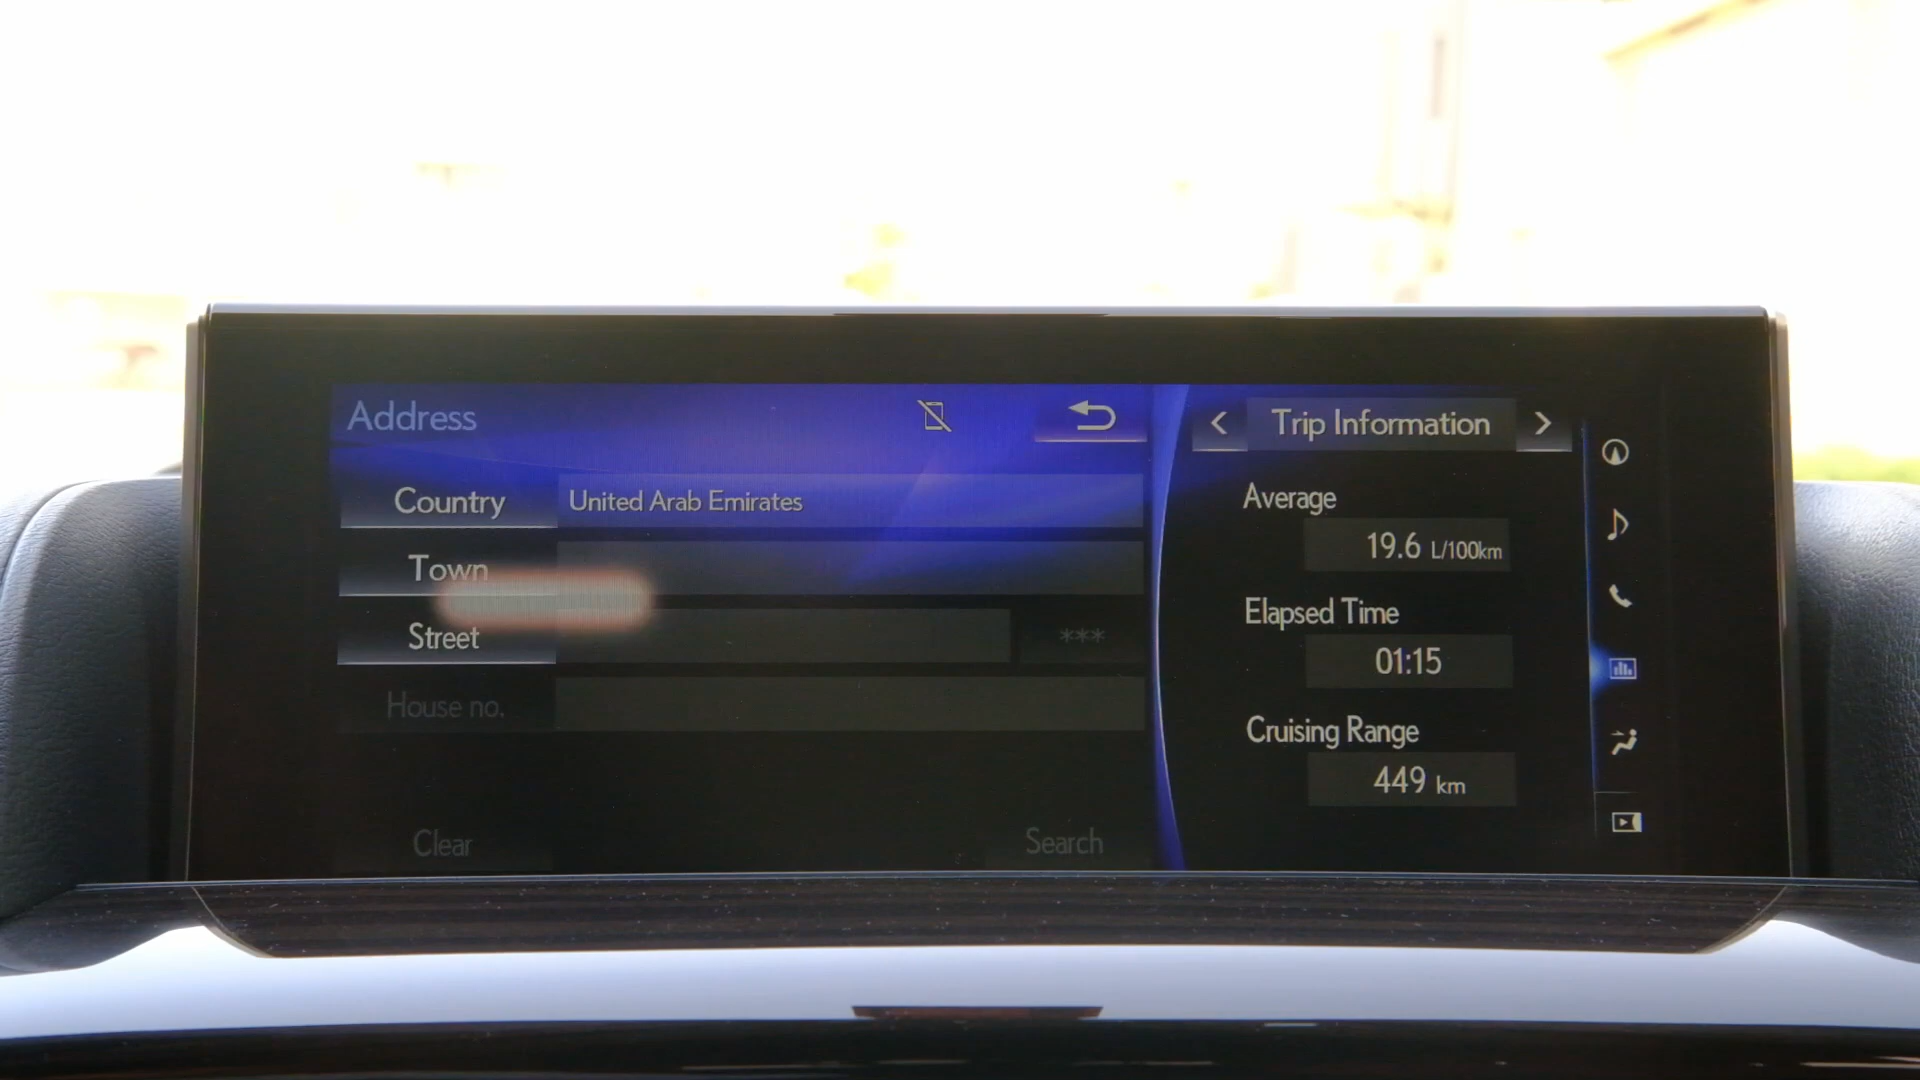 Address
Country United Arab Emirates
Town
Street ***
House no.
Clear Search
Trip Information
Average
19.6 L/100km
Elapsed Time
01:15
Cruising Range
449 km